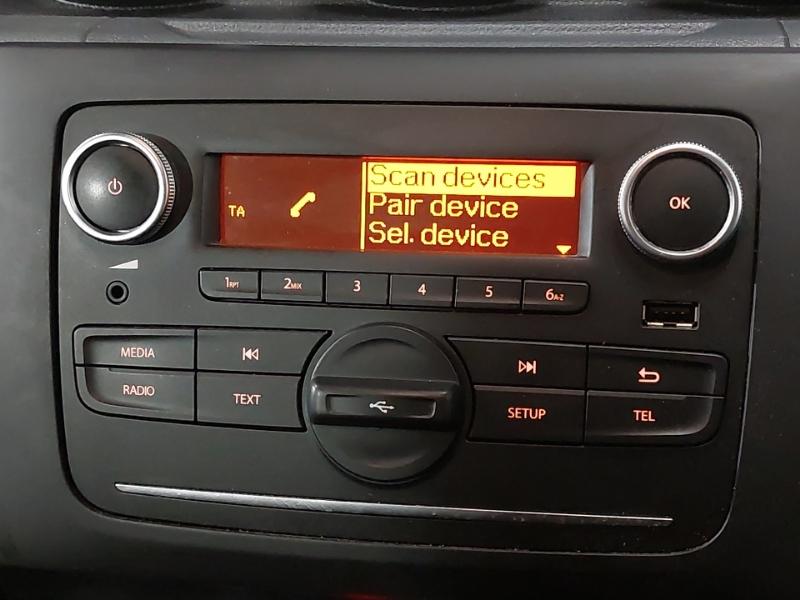 Scan devices
Pair device
TA
Sel. device
OK
1RPT
2MIX
3
4
5
6A-Z
MEDIA
RADIO
TEXT
SETUP
TEL